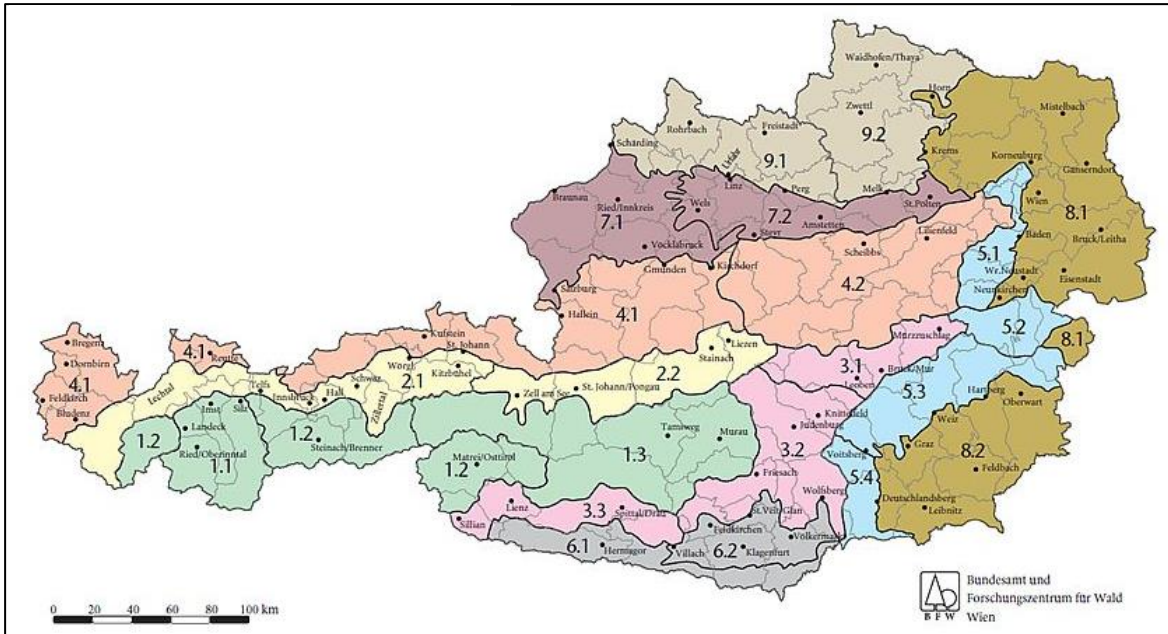 Waidhofen/Thaya
Horn
Zwettl
Mistelbach
9.2
Rohrbach
Freistadt
Schärding
9.1
Krems
Korneuburg
Gänserndorf
Urfahr
Linz
Perg
Melk
Braunau
Ried/Innkreis
Wels
7.2
St.Pölten
Wien
8.1
7.1
Amstetten
Steyr
Vöcklabruck
Lilienfeld
Baden
Bruck/Leitha
Scheibbs
5.1
Gmunden
Kirchdorf
Wr.Neustadt
Eisenstadt
4.2
Salzburg
Neunkirchen
Hallein
4.1
Mürzzuschlag
5.2
8.1
Bregenz
Kufstein
St. Johann
Liezen
Dornbirn
4.1
Reutte
Stainach
3.1
Bruck/Mur
4.1
Wörgl
Kitzbühel
2.2
Leoben
Feldkirch
Lechtal
Telfs
Schwaz
2.1
St. Johann/Pongau
5.3
Hartberg
Oberwart
Bludenz
Innsbruck
Hall
Zillertal
Zell am See
Imst
Silz
Knittelfeld
Judenburg
Weiz
1.2
Landeck
1.2
Steinach/Brenner
Tamsweg
Murau
3.2
Graz
8.2
Ried/Oberinntal
1.1
1.2
Matrei/Osttirol
1.3
Voitsberg
Feldbach
Friesach
5.4
Deutschlandsberg
Leibnitz
Lienz
3.3
Spittal/Drau
Wolfsberg
Sillian
St.Veit/Glan
Feldkirchen
Völkermarkt
6.1
Hermagor
Villach
6.2
Klagenfurt
0 20 40 60 80 100 km
BFW
Bundesamt und
Forschungszentrum für Wald
Wien